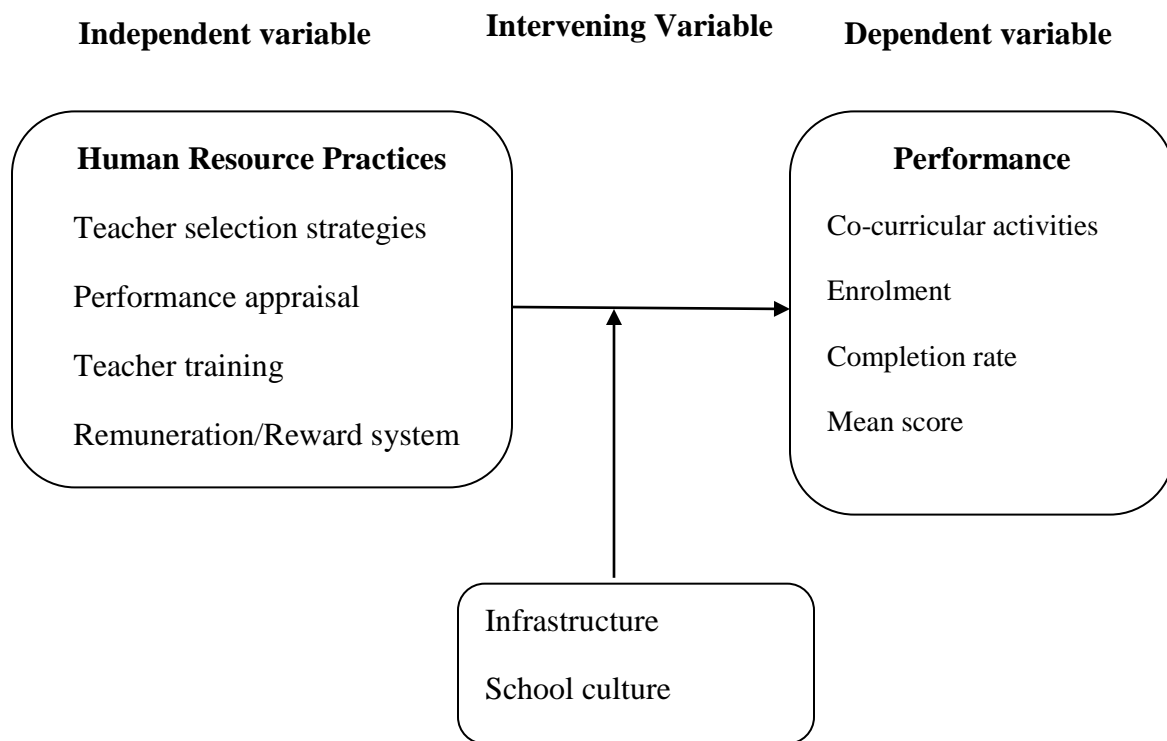 Independent variable
Intervening Variable
Dependent variable
Human Resource Practices
Teacher selection strategies
Performance appraisal
Teacher training
Remuneration/Reward system
Performance
Co-curricular activities
Enrolment
Completion rate
Mean score
Infrastructure
School culture